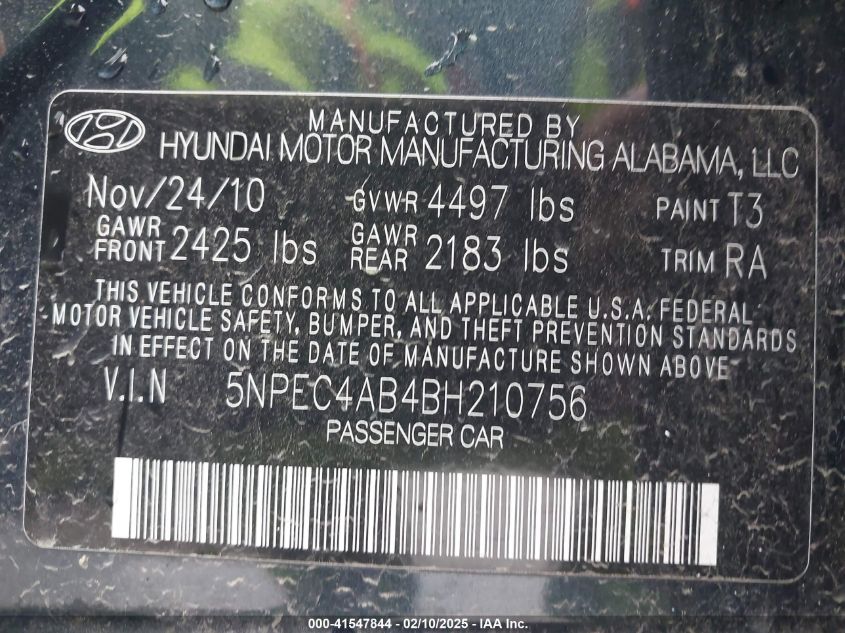 MANUFACTURED BY
HYUNDAI MOTOR MANUFACTURING ALABAMA, LLC
Nov/24/10 GVWR 4497 lbs PAINT T3
GAWR FRONT 2425 lbs GAWR REAR 2183 lbs TRIM RA
THIS VEHICLE CONFORMS TO ALL APPLICABLE U.S.A. FEDERAL
MOTOR VEHICLE SAFETY, BUMPER, AND THEFT PREVENTION STANDARDS
IN EFFECT ON THE DATE OF MANUFACTURE SHOWN ABOVE
V.I.N 5NPEC4AB4BH210756
PASSENGER CAR
000-41547844 - 02/10/2025 - IAA Inc.